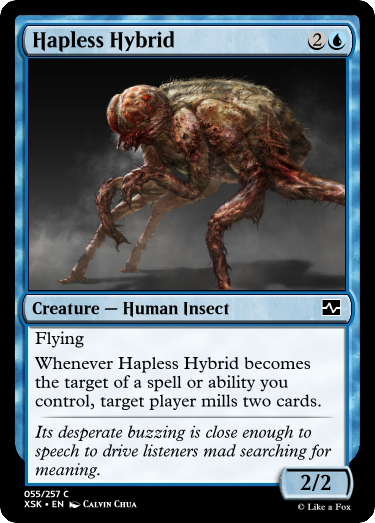 Hapless Hybrid 2
Creature — Human Insect
Flying
Whenever Hapless Hybrid becomes
the target of a spell or ability you
control, target player mills two cards.
Its desperate buzzing is close enough to
speech to drive listeners mad searching for
meaning.
2/2
055/257 C
XSK • EN Calvin Chua
© Like a Fox